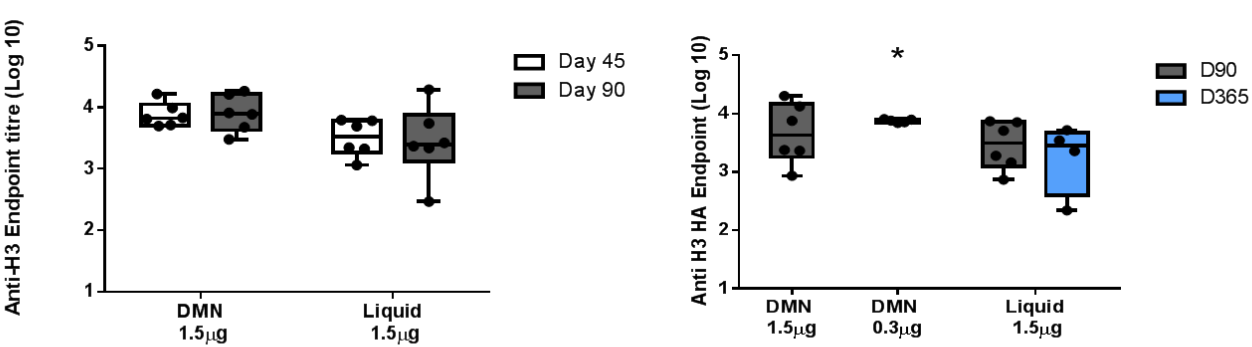 Anti-H3 Endpoint titre (Log 10)
5
4
3
2
1
DMN
1.5µg
Liquid
1.5µg
Day 45
Day 90
Anti H3 HA Endpoint (Log 10)
5
4
3
2
1
*
DMN
1.5µg
DMN
0.3µg
Liquid
1.5µg
D90
D365